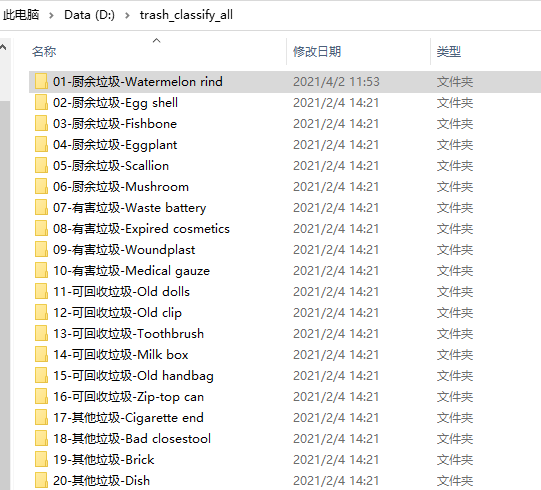 此电脑 › Data (D:) › trash_classify_all
名称 修改日期 类型
01-厨余垃圾-Watermelon rind 2021/4/2 11:53 文件夹
02-厨余垃圾-Egg shell 2021/2/4 14:21 文件夹
03-厨余垃圾-Fishbone 2021/2/4 14:21 文件夹
04-厨余垃圾-Eggplant 2021/2/4 14:21 文件夹
05-厨余垃圾-Scallion 2021/2/4 14:21 文件夹
06-厨余垃圾-Mushroom 2021/2/4 14:21 文件夹
07-有害垃圾-Waste battery 2021/2/4 14:21 文件夹
08-有害垃圾-Expired cosmetics 2021/2/4 14:21 文件夹
09-有害垃圾-Woundplast 2021/2/4 14:21 文件夹
10-有害垃圾-Medical gauze 2021/2/4 14:21 文件夹
11-可回收垃圾-Old dolls 2021/2/4 14:21 文件夹
12-可回收垃圾-Old clip 2021/2/4 14:21 文件夹
13-可回收垃圾-Toothbrush 2021/2/4 14:21 文件夹
14-可回收垃圾-Milk box 2021/2/4 14:21 文件夹
15-可回收垃圾-Old handbag 2021/2/4 14:21 文件夹
16-可回收垃圾-Zip-top can 2021/2/4 14:21 文件夹
17-其他垃圾-Cigarette end 2021/2/4 14:21 文件夹
18-其他垃圾-Bad closestool 2021/2/4 14:21 文件夹
19-其他垃圾-Brick 2021/2/4 14:21 文件夹
20-其他垃圾-Dish 2021/2/4 14:21 文件夹